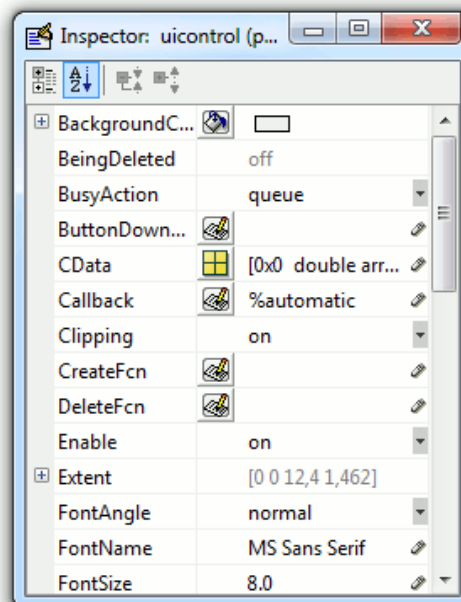 Inspector: uicontrol (p...
BackgroundC...
BeingDeleted off
BusyAction queue
ButtonDown...
CData [0x0 double arr...
Callback %automatic
Clipping on
CreateFcn
DeleteFcn
Enable on
Extent [0 0 12,4 1,462]
FontAngle normal
FontName MS Sans Serif
FontSize 8.0